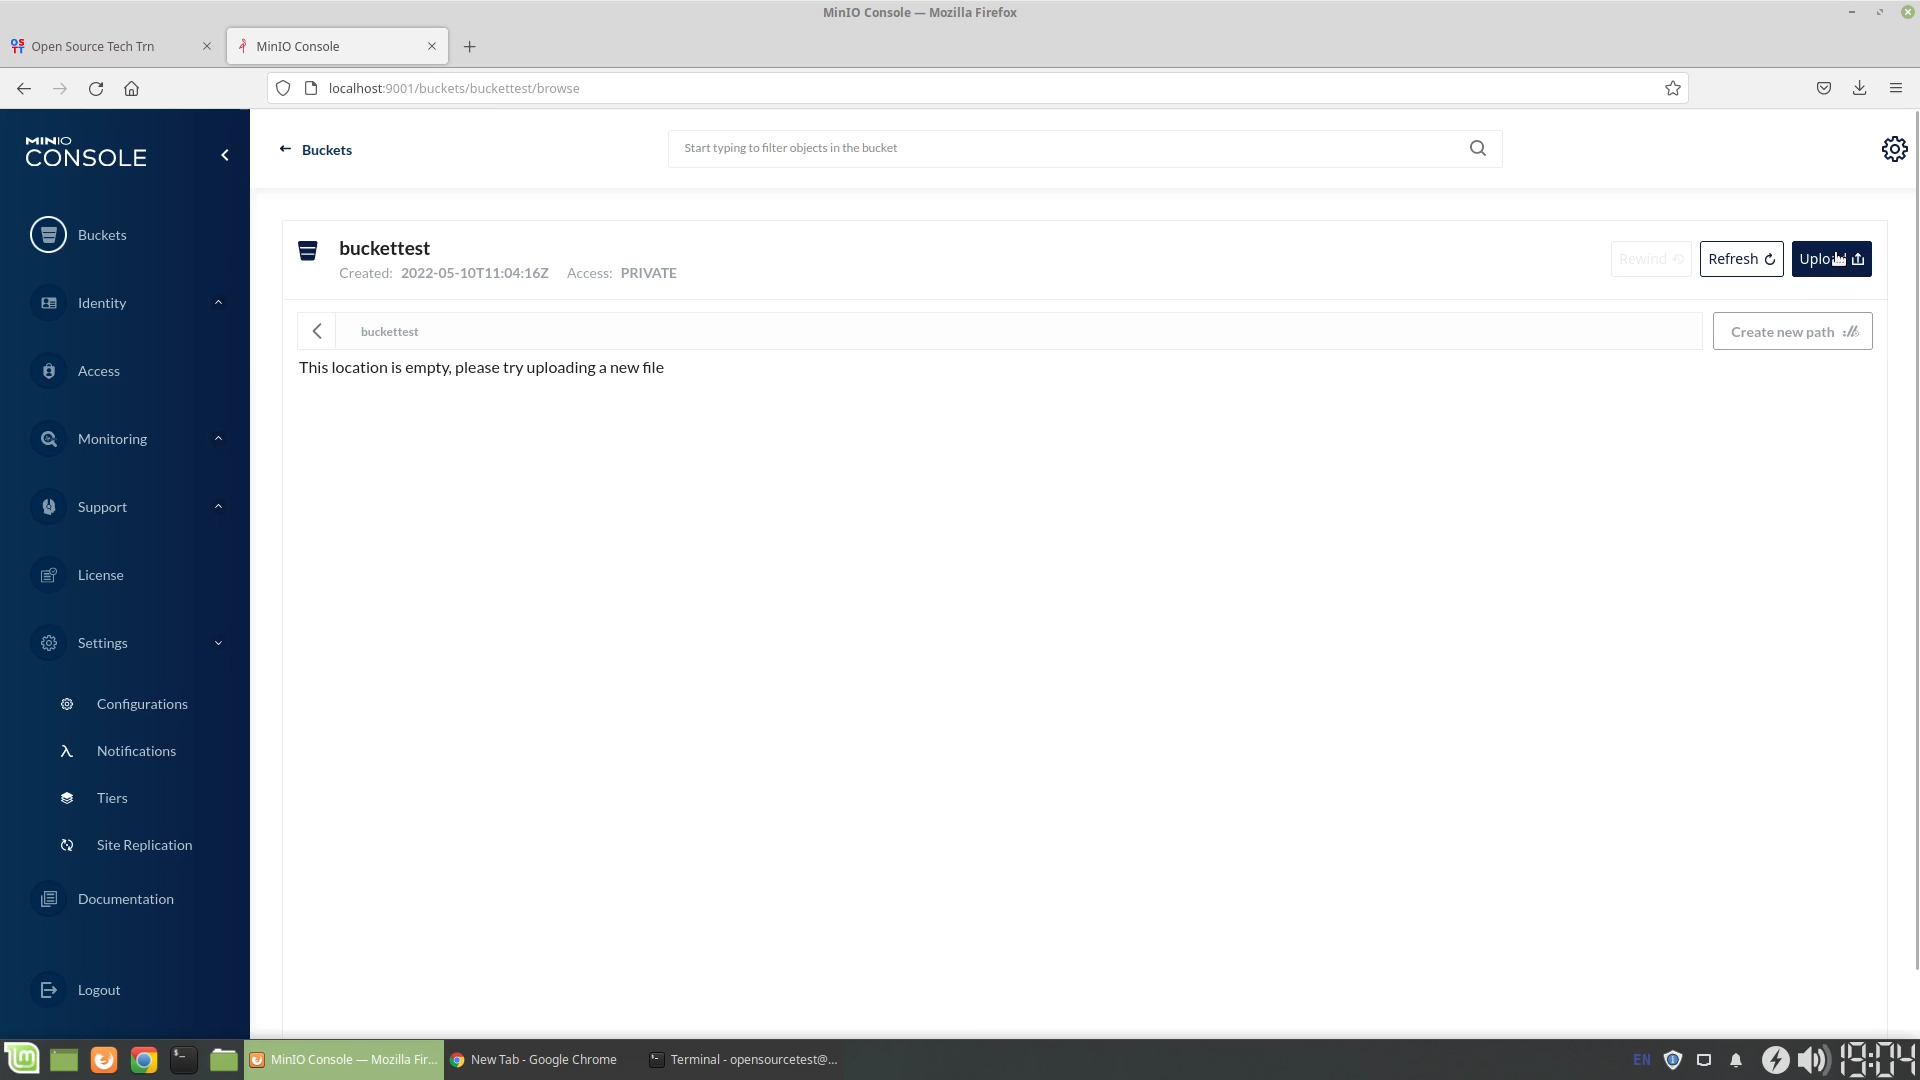 MinIO Console — Mozilla Firefox
Open Source Tech Trn
MinIO Console
localhost:9001/buckets/buckettest/browse
MINIO
CONSOLE
Buckets
Start typing to filter objects in the bucket
Buckets
Identity
Access
Monitoring
Support
License
Settings
Configurations
Notifications
Tiers
Site Replication
Documentation
Logout
buckettest
Created: 2022-05-10T11:04:16Z Access: PRIVATE
Rewind
Refresh
buckettest
Create new path
This location is empty, please try uploading a new file
MinIO Console — Mozilla Fir...
New Tab - Google Chrome
Terminal - opensourcetest@...
EN
19:04